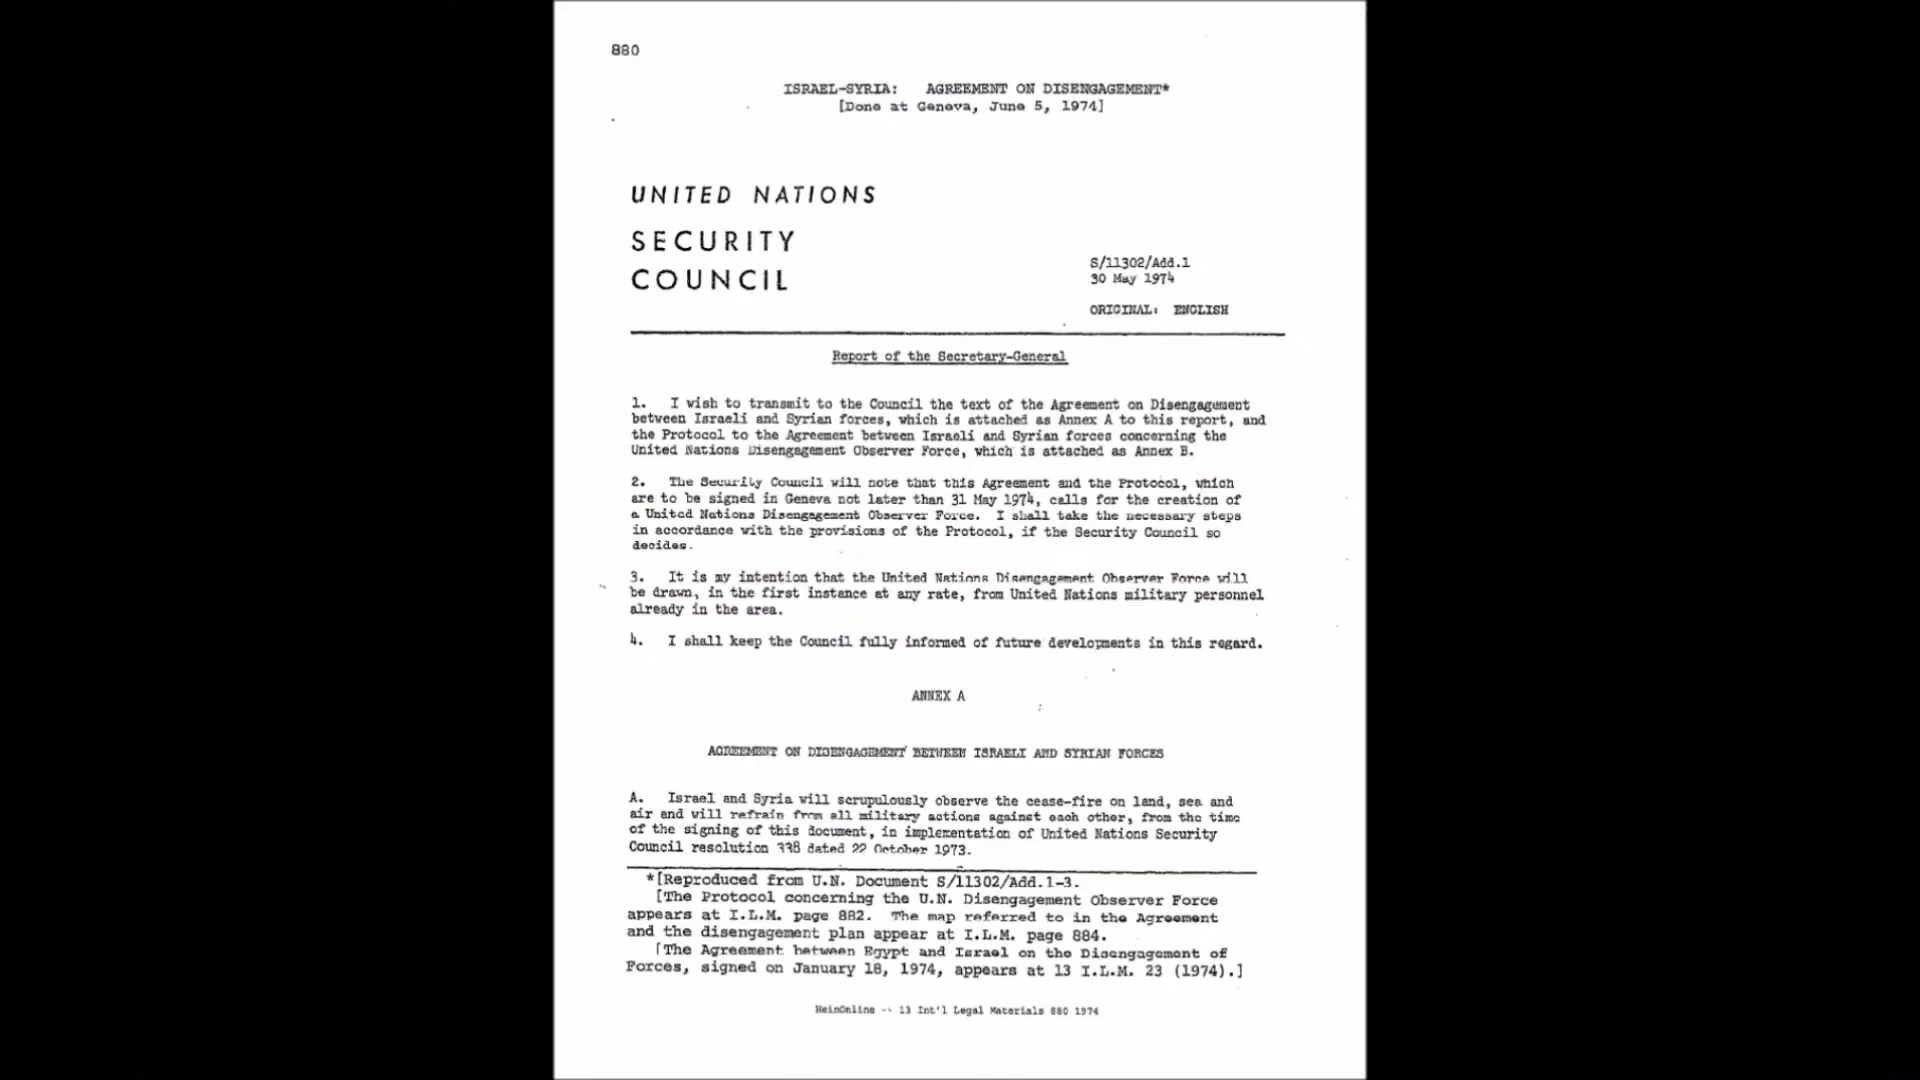 880
ISRAEL-SYRIA: AGREEMENT ON DISENGAGEMENT*
[Done at Geneva, June 5, 1974]
UNITED NATIONS
SECURITY
COUNCIL
S/11302/Add.1
30 May 1974
ORIGINAL: ENGLISH
Report of the Secretary-General
1. I wish to transmit to the Council the text of the Agreement on Disengagement
between Israeli and Syrian forces, which is attached as Annex A to this report, and
the Protocol to the Agreement between Israeli and Syrian forces concerning the
United Nations Disengagement Observer Force, which is attached as Annex B.
2. The Security Council will note that this Agreement and the Protocol, which
are to be signed in Geneva not later than 31 May 1974, calls for the creation of
a United Nations Disengagement Observer Force. I shall take the necessary steps
in accordance with the provisions of the Protocol, if the Security Council so
decides.
3. It is my intention that the United Nations Disengagement Observer Force will
be drawn, in the first instance at any rate, from United Nations military personnel
already in the area.
4. I shall keep the Council fully informed of future developments in this regard.
ANNEX A
AGREEMENT ON DISENGAGEMENT BETWEEN ISRAELI AND SYRIAN FORCES
A. Israel and Syria will scrupulously observe the cease-fire on land, sea and
air and will refrain from all military actions against each other, from the time
of the signing of this document, in implementation of United Nations Security
Council resolution 338 dated 22 October 1973.
*[Reproduced from U.N. Document S/11302/Add.1-3.
[The Protocol concerning the U.N. Disengagement Observer Force
appears at I.L.M. page 882. The map referred to in the Agreement
and the disengagement plan appear at I.L.M. page 884.
[The Agreement between Egypt and Israel on the Disengagement of
Forces, signed on January 18, 1974, appears at 13 I.L.M. 23 (1974).]
HeinOnline -- 13 Int'l Legal Materials 880 1974